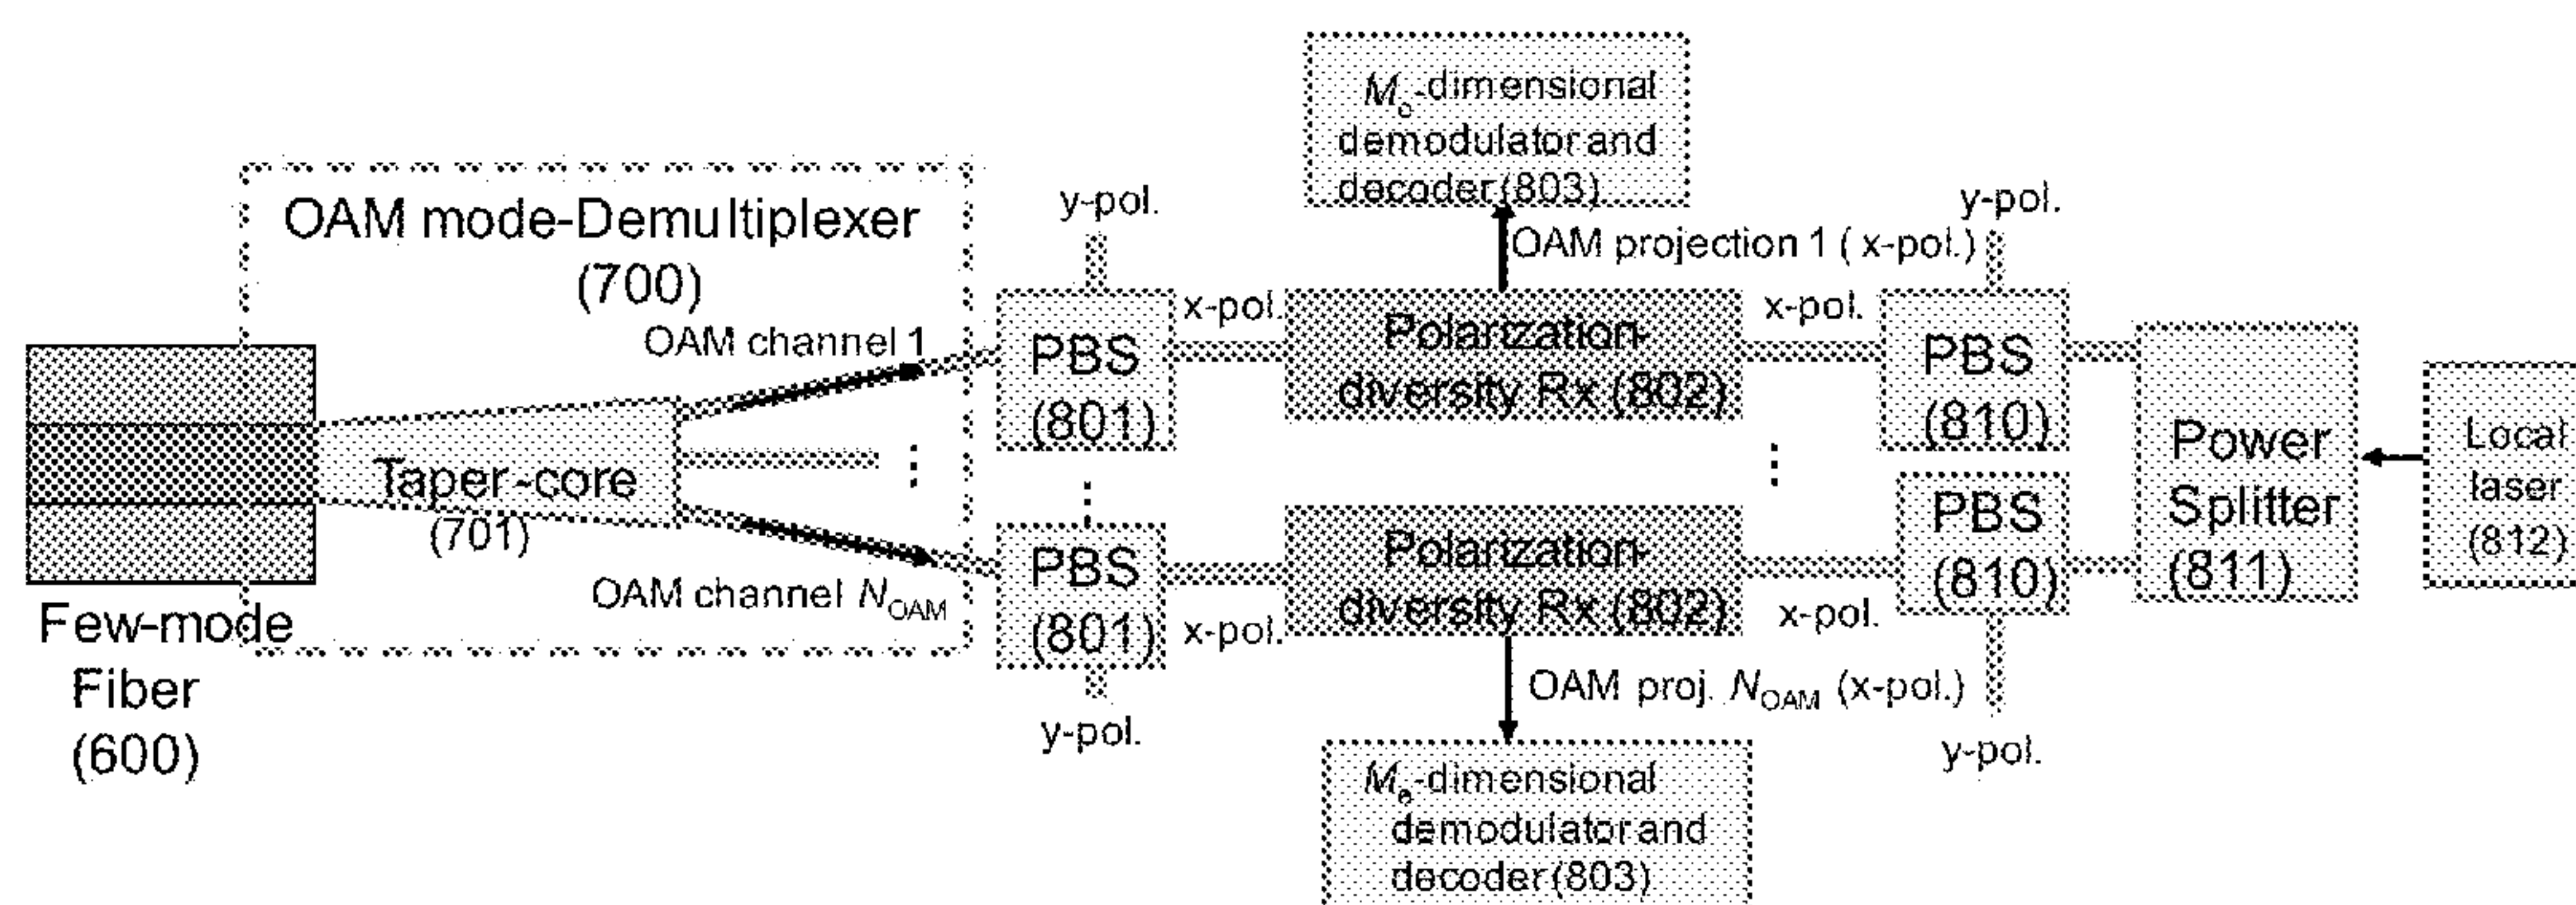 OAM mode-Demultiplexer
(700)
OAM channel 1
Taper-core
(701)
OAM channel N_OAM
Few-mode
Fiber
(600)
y-pol.
PBS
(801)
x-pol.
PBS
(801)
x-pol.
y-pol.
-dimensional
demodulator and
decoder (803)
OAM projection 1 ( x-pol.)
Polarization-
diversity Rx (802)
Polarization-
diversity Rx (802)
OAM proj. N_OAM (x-pol.)
-dimensional
demodulator and
decoder (803)
x-pol.
y-pol.
PBS
(810)
PBS
(810)
x-pol.
y-pol.
Power
Splitter
(811)
Local
laser
(812)